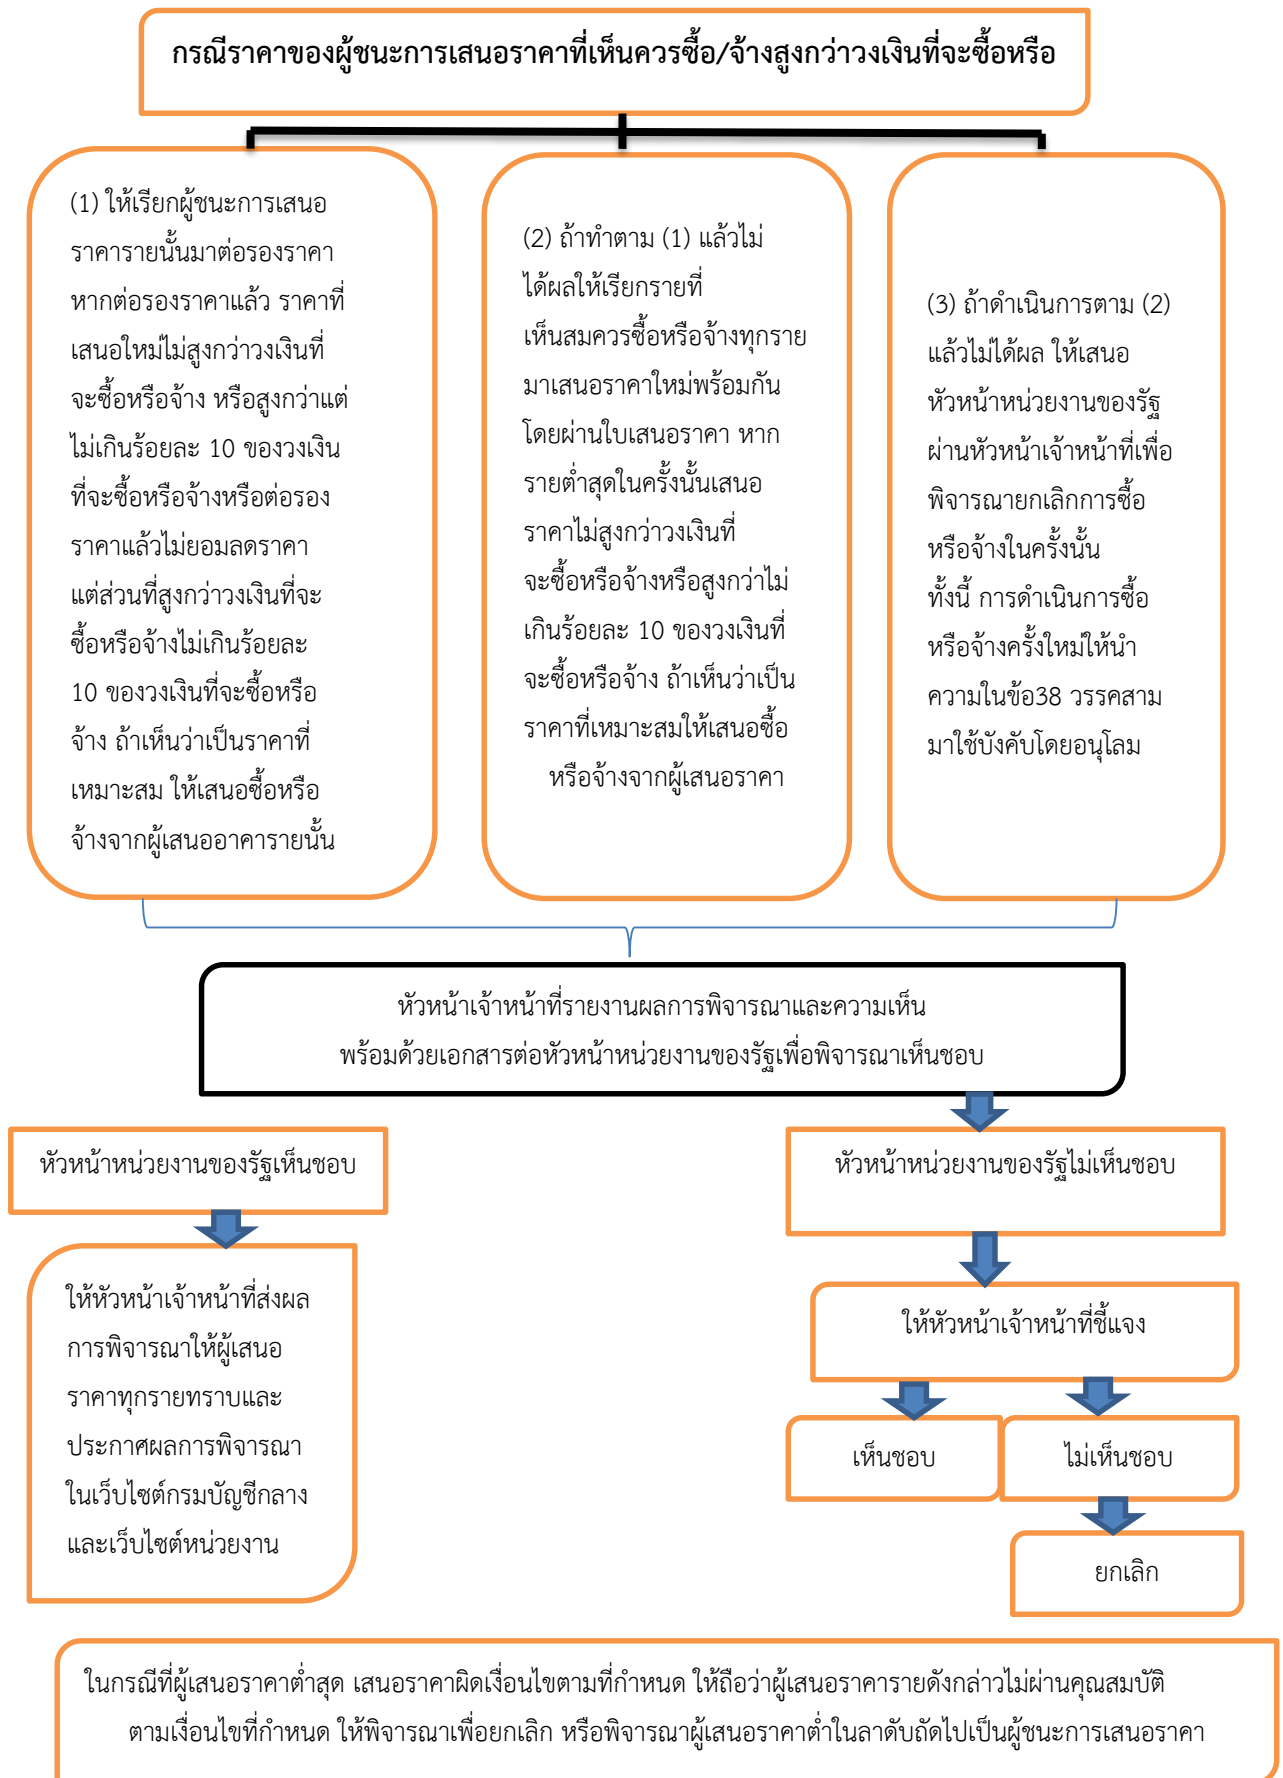 กรณีราคาของผู้ชนะการเสนอราคาที่เห็นควรซื้อ/จ้างสูงกว่าวงเงินที่จะซื้อหรือ
(1) ให้เรียกผู้ชนะการเสนอ
ราคารายนั้นมาต่อรองราคา
หากต่อรองราคาแล้ว ราคาที่
เสนอใหม่ไม่สูงกว่าวงเงินที่
จะซื้อหรือจ้าง หรือสูงกว่าแต่
ไม่เกินร้อยละ 10 ของวงเงิน
ที่จะซื้อหรือจ้างหรือต่อรอง
ราคาแล้วไม่ยอมลดราคา
แต่ส่วนที่สูงกว่าวงเงินที่จะ
ซื้อหรือจ้างไม่เกินร้อยละ
10 ของวงเงินที่จะซื้อหรือ
จ้าง ถ้าเห็นว่าเป็นราคาที่
เหมาะสม ให้เสนอซื้อหรือ
จ้างจากผู้เสนออาคารายนั้น
(2) ถ้าทำตาม (1) แล้วไม่
ได้ผลให้เรียกรายที่
เห็นสมควรซื้อหรือจ้างทุกราย
มาเสนอราคาใหม่พร้อมกัน
โดยผ่านใบเสนอราคา หาก
รายต่ำสุดในครั้งนั้นเสนอ
ราคาไม่สูงกว่าวงเงินที่
จะซื้อหรือจ้างหรือสูงกว่าไม่
เกินร้อยละ 10 ของวงเงินที่
จะซื้อหรือจ้าง ถ้าเห็นว่าเป็น
ราคาที่เหมาะสมให้เสนอซื้อ
หรือจ้างจากผู้เสนอราคา
(3) ถ้าดำเนินการตาม (2)
แล้วไม่ได้ผล ให้เสนอ
หัวหน้าหน่วยงานของรัฐ
ผ่านหัวหน้าเจ้าหน้าที่เพื่อ
พิจารณายกเลิกการซื้อ
หรือจ้างในครั้งนั้น
ทั้งนี้ การดำเนินการซื้อ
หรือจ้างครั้งใหม่ให้นำ
ความในข้อ38 วรรคสาม
มาใช้บังคับโดยอนุโลม
หัวหน้าเจ้าหน้าที่รายงานผลการพิจารณาและความเห็น
พร้อมด้วยเอกสารต่อหัวหน้าหน่วยงานของรัฐเพื่อพิจารณาเห็นชอบ
หัวหน้าหน่วยงานของรัฐเห็นชอบ
ให้หัวหน้าเจ้าหน้าที่ส่งผล
การพิจารณาให้ผู้เสนอ
ราคาทุกรายทราบและ
ประกาศผลการพิจารณา
ในเว็บไซต์กรมบัญชีกลาง
และเว็บไซต์หน่วยงาน
หัวหน้าหน่วยงานของรัฐไม่เห็นชอบ
ให้หัวหน้าเจ้าหน้าที่ชี้แจง
เห็นชอบ
ไม่เห็นชอบ
ยกเลิก
ในกรณีที่ผู้เสนอราคาต่ำสุด เสนอราคาผิดเงื่อนไขตามที่กำหนด ให้ถือว่าผู้เสนอราคารายดังกล่าวไม่ผ่านคุณสมบัติ
ตามเงื่อนไขที่กำหนด ให้พิจารณาเพื่อยกเลิก หรือพิจารณาผู้เสนอราคาต่ำในลาดับถัดไปเป็นผู้ชนะการเสนอราคา